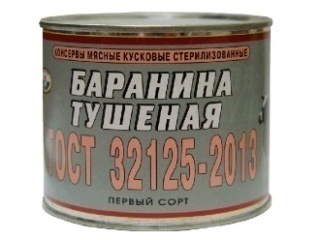 КОНСЕРВЫ МЯСНЫЕ КУСКОВЫЕ СТЕРИЛИЗОВАННЫЕ
БАРАНИНА
ТУШЕНАЯ
ГОСТ 32125-2013
ПЕРВЫЙ СОРТ